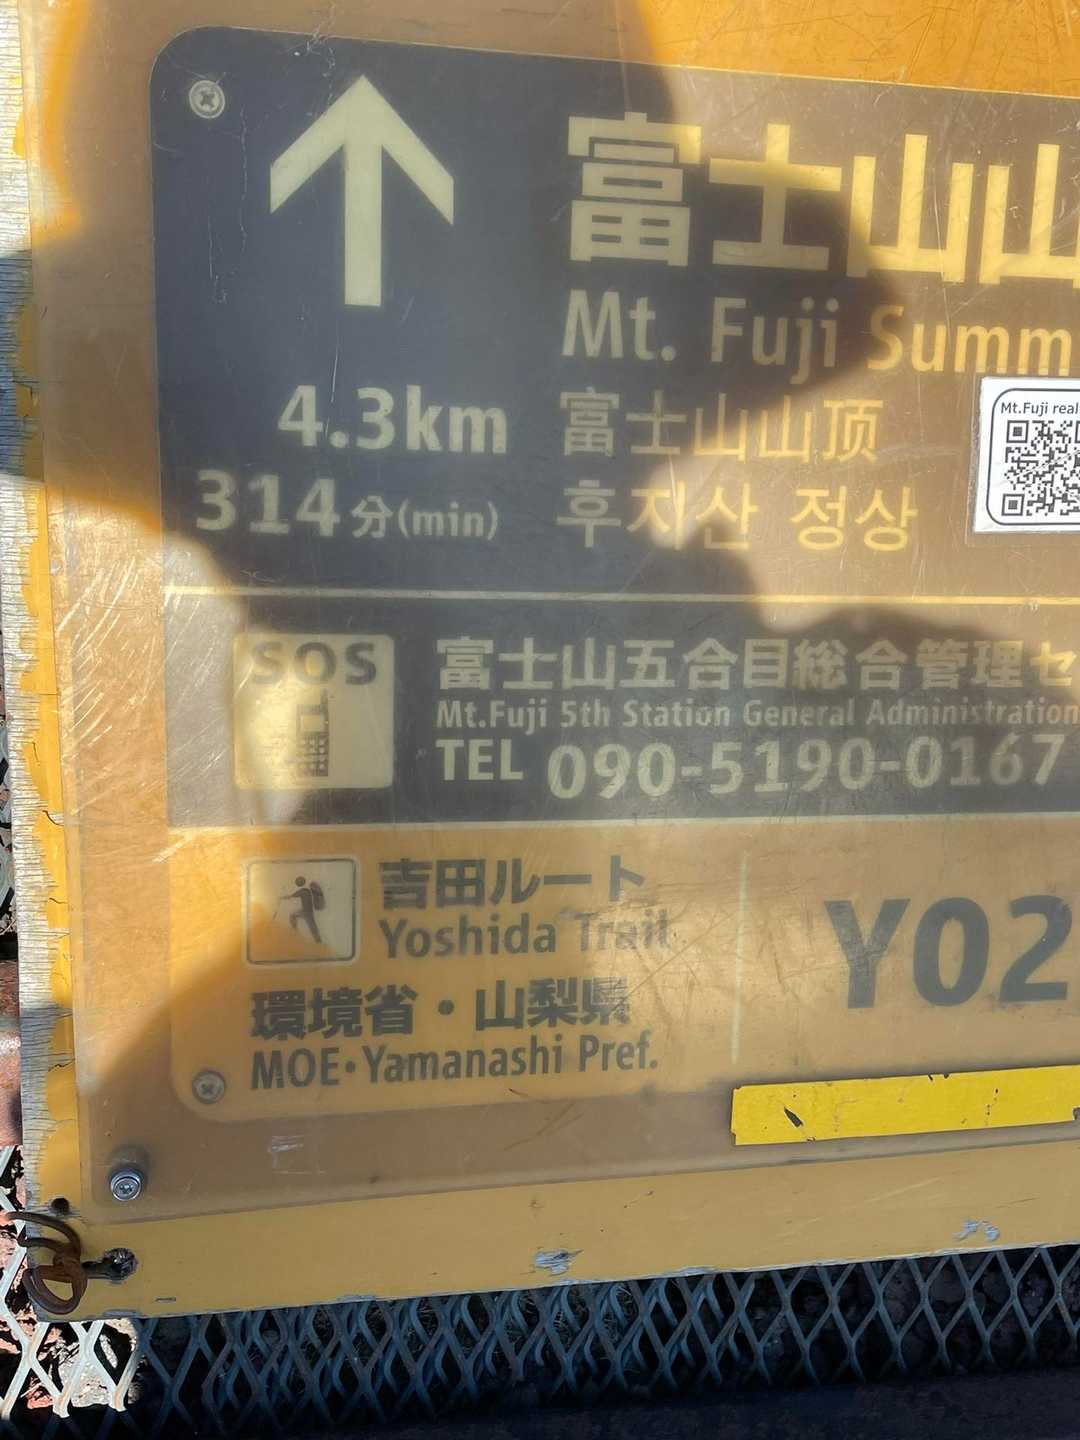 富士山山
Mt. Fuji Summ
4.3km
富士山山顶
314分(min)
후지산 정상
Mt.Fuji real
SOS
富士山五合目総合管理セ
Mt.Fuji 5th Station General Administration
TEL 090-5190-0167
吉田ルート
Yoshida Trail
Y02
環境省・山梨県
MOE・Yamanashi Pref.